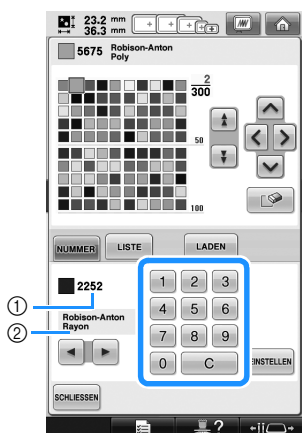 23.2 mm
36.3 mm
5675 Robison-Anton
Poly
2
300
50
100
NUMMER LISTE LADEN
① 2252
② Robison-Anton
Rayon
1 2 3
4 5 6
7 8 9
0 C
EINSTELLEN
SCHLIESSEN
?